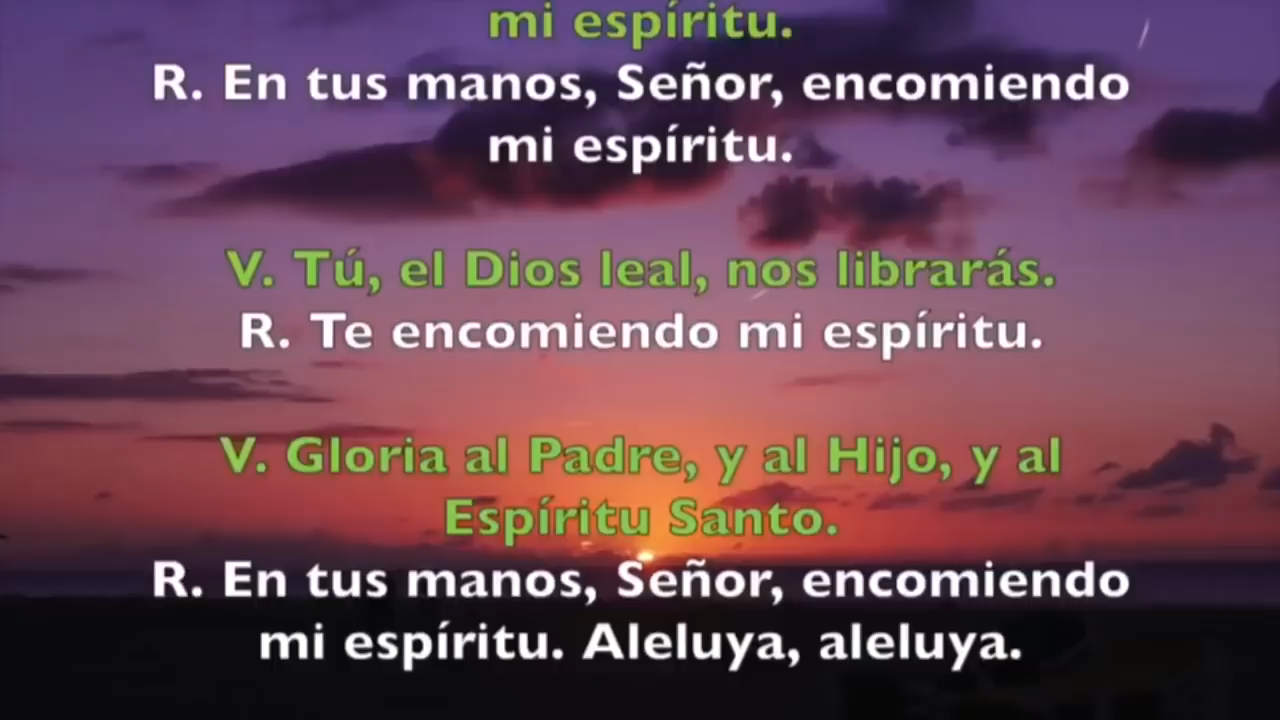 mi espíritu.
R. En tus manos, Señor, encomiendo
mi espíritu.
V. Tú, el Dios leal, nos librarás.
R. Te encomiendo mi espíritu.
V. Gloria al Padre, y al Hijo, y al
Espíritu Santo.
R. En tus manos, Señor, encomiendo
mi espíritu. Aleluya, aleluya.